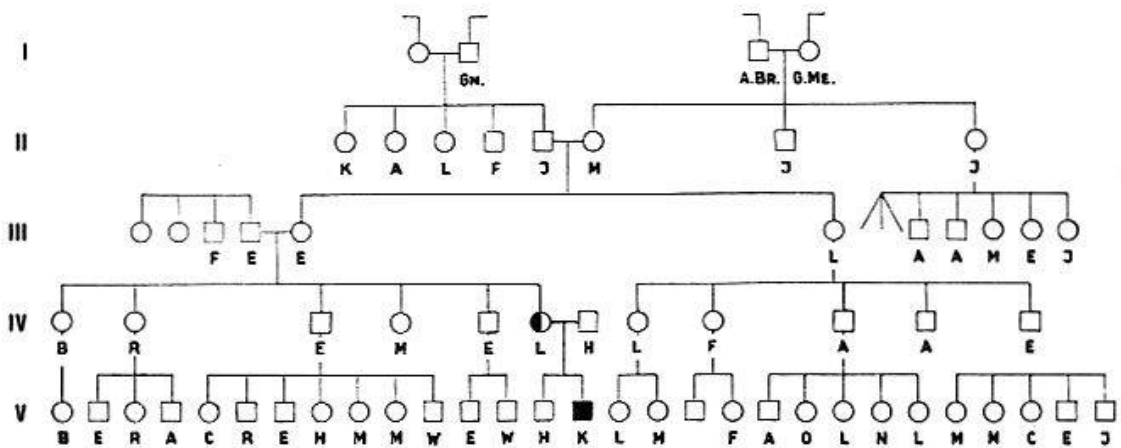 I
GN. A.BR. G.ME.
II
K A L F J M J J
III
F E E L A A M E J
IV
B R E M E L H L F A A E
V
B E R A C R E H M M W E W H K L M F A O L N L M M C E J